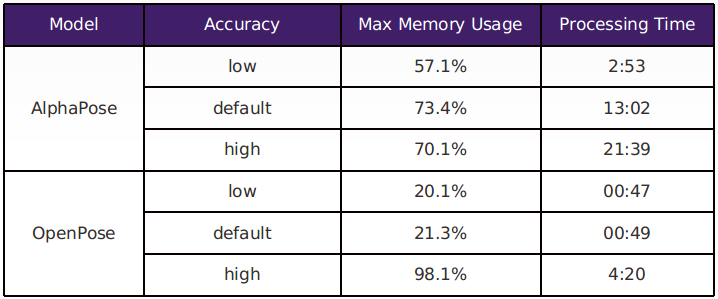 Model Accuracy Max Memory Usage Processing Time
low 57.1% 2:53
AlphaPose default 73.4% 13:02
high 70.1% 21:39
low 20.1% 00:47
OpenPose default 21.3% 00:49
high 98.1% 4:20